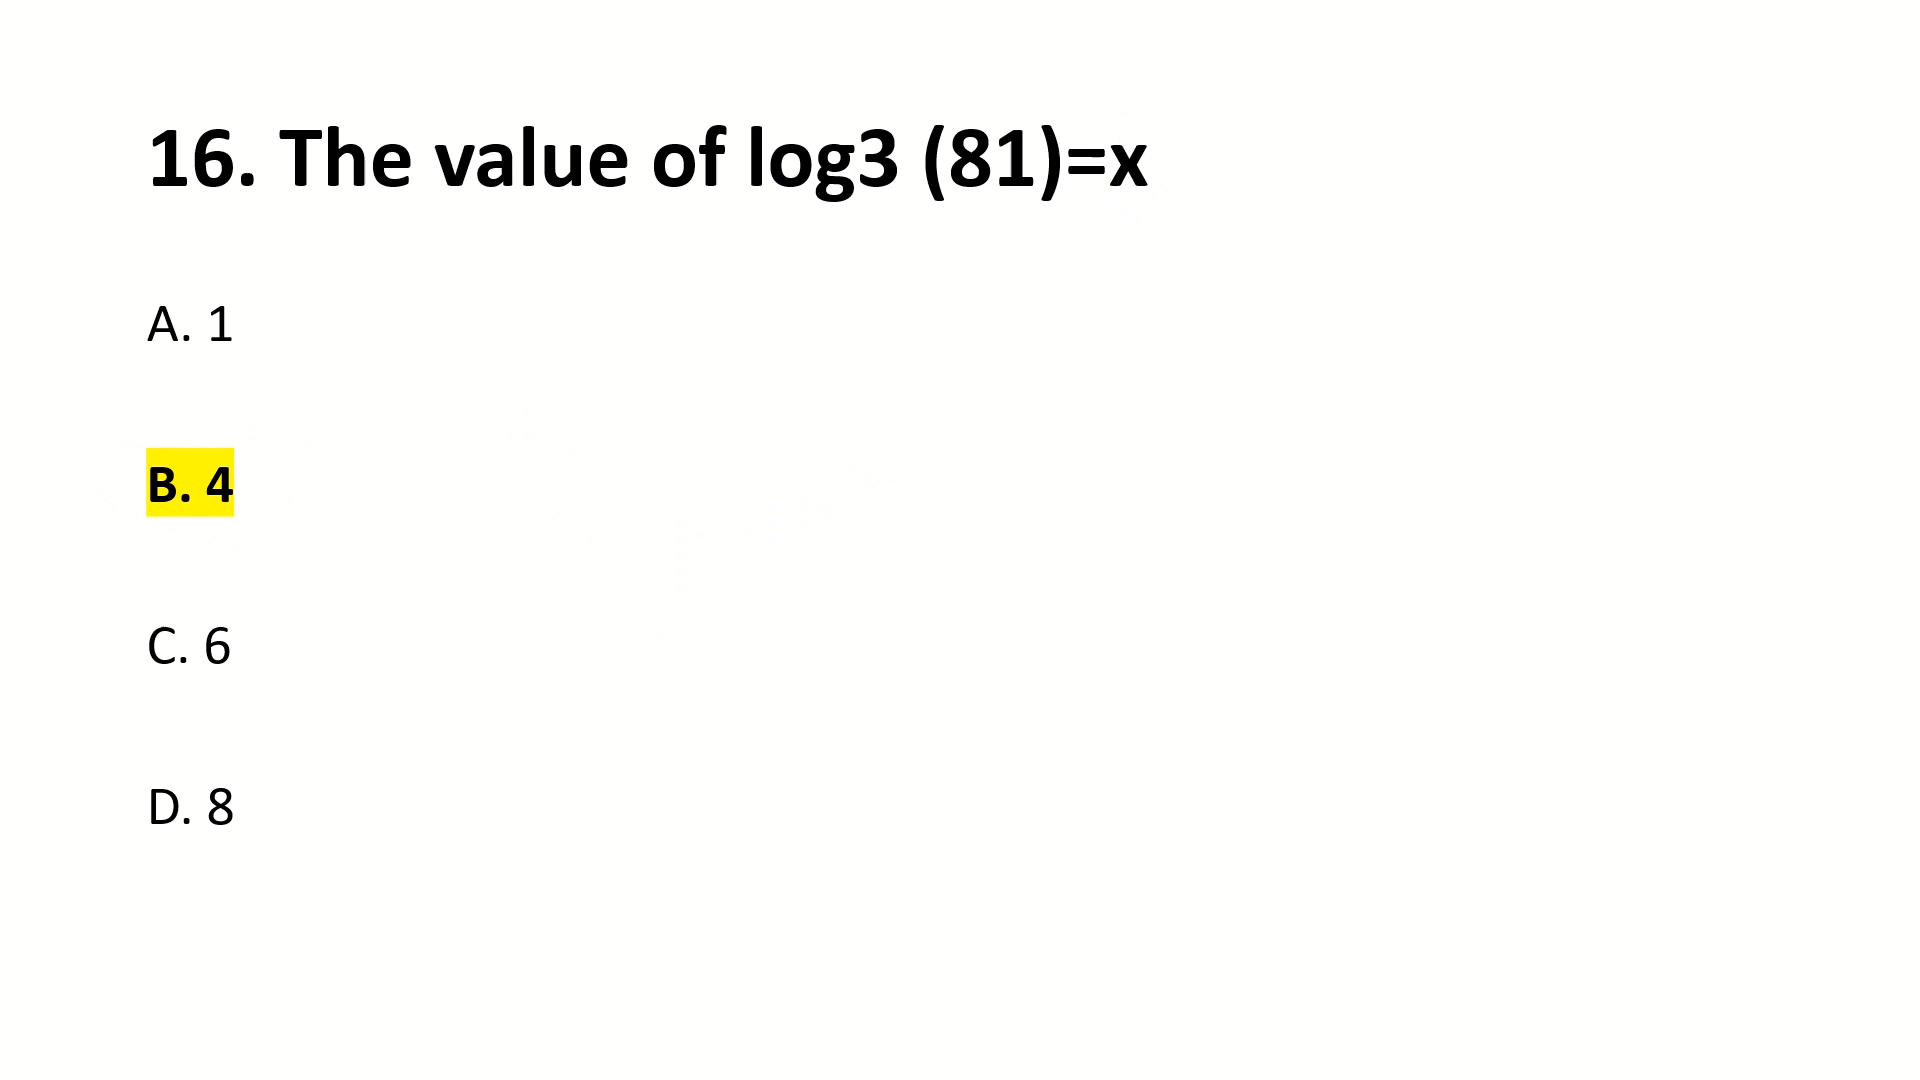 16. The value of log3 (81)=x
A. 1
B. 4
C. 6
D. 8